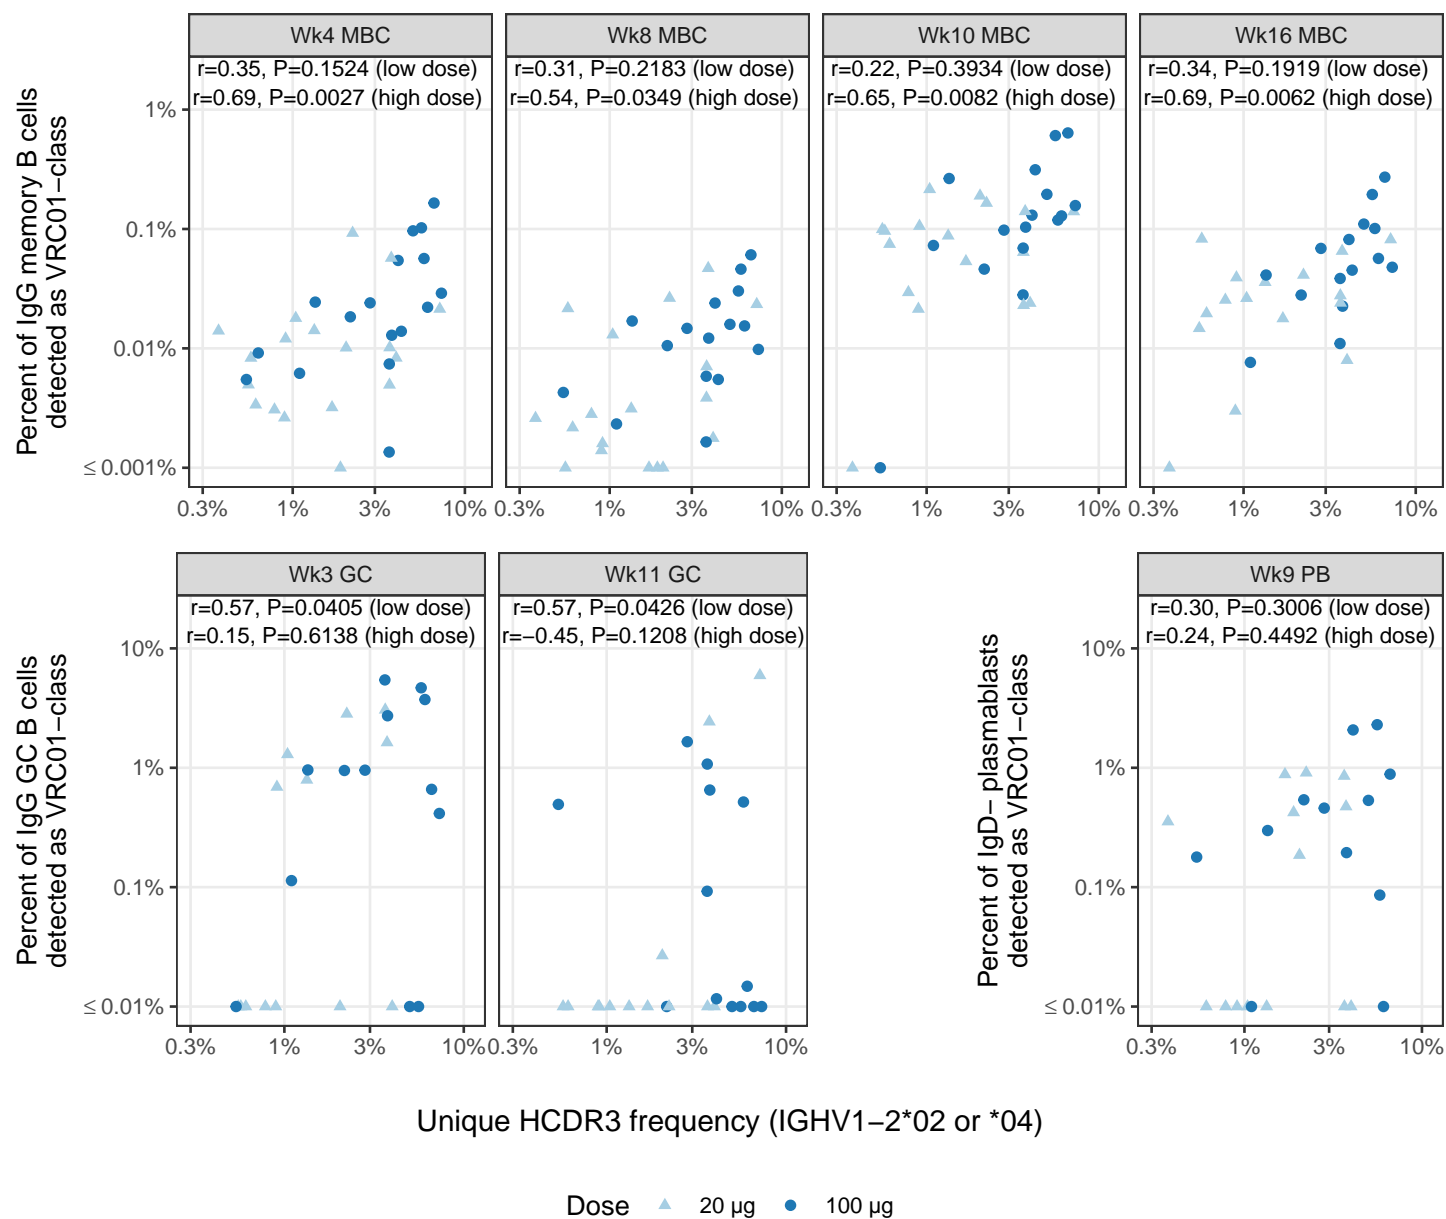 Wk4 MBC
Wk8 MBC
Wk10 MBC
Wk16 MBC
r=0.35, P=0.1524 (low dose)
r=0.69, P=0.0027 (high dose)
r=0.31, P=0.2183 (low dose)
r=0.54, P=0.0349 (high dose)
r=0.22, P=0.3934 (low dose)
r=0.65, P=0.0082 (high dose)
r=0.34, P=0.1919 (low dose)
r=0.69, P=0.0062 (high dose)
Percent of IgG memory B cells
detected as VRC01−class
1%
0.1%
0.01%
≤ 0.001%
0.3%
1%
3%
10%
0.3%
1%
3%
10%
0.3%
1%
3%
10%
0.3%
1%
3%
10%
Wk3 GC
Wk11 GC
r=0.57, P=0.0405 (low dose)
r=0.15, P=0.6138 (high dose)
r=0.57, P=0.0426 (low dose)
r=−0.45, P=0.1208 (high dose)
Percent of IgG GC B cells
detected as VRC01−class
10%
1%
0.1%
≤ 0.01%
0.3%
1%
3%
10%
0.3%
1%
3%
10%
Wk9 PB
r=0.30, P=0.3006 (low dose)
r=0.24, P=0.4492 (high dose)
Percent of IgD− plasmablasts
detected as VRC01−class
10%
1%
0.1%
≤ 0.01%
0.3%
1%
3%
10%
Unique HCDR3 frequency (IGHV1−2*02 or *04)
Dose
20 µg
100 µg